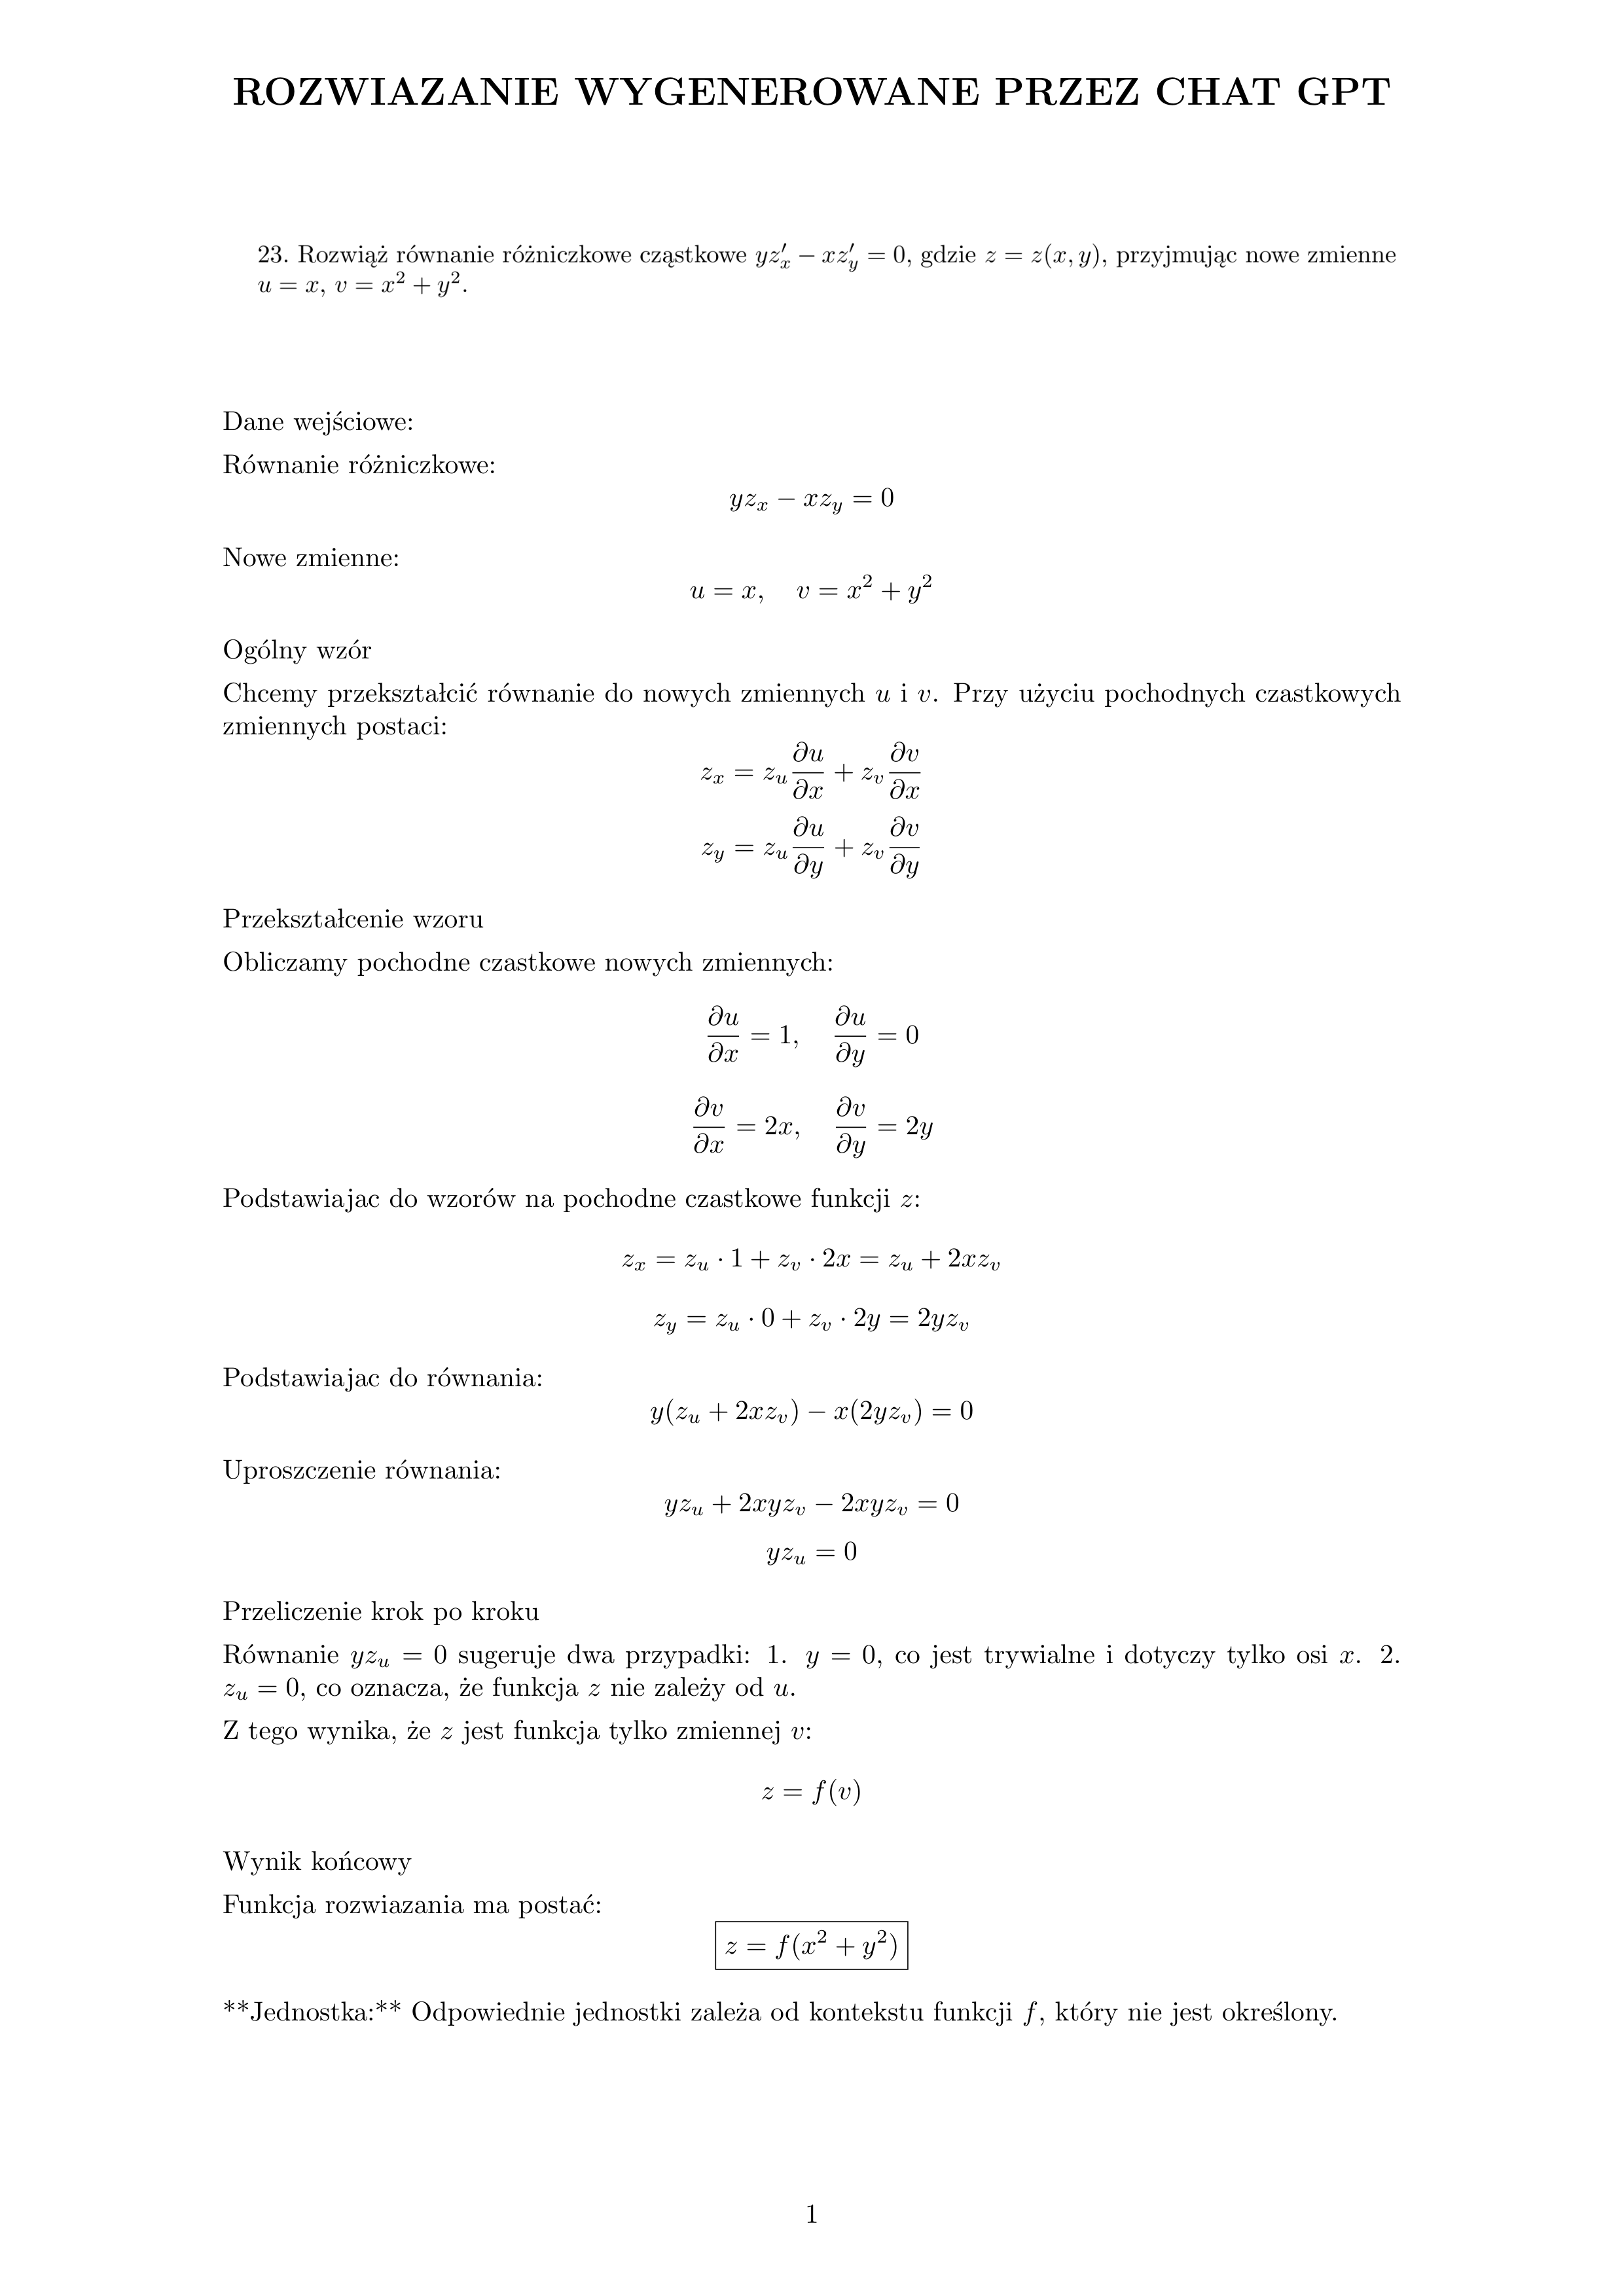 ROZWIAZANIE WYGENEROWANE PRZEZ CHAT GPT
23. Rozwiąż równanie różniczkowe cząstkowe $yz'_x - xz'_y = 0$, gdzie $z = z(x, y)$, przyjmując nowe zmienne
$u = x$, $v = x^2 + y^2$.
Dane wejściowe:
Równanie różniczkowe:
$yz_x - xz_y = 0$
Nowe zmienne:
$u = x, \quad v = x^2 + y^2$
Ogólny wzór
Chcemy przekształcić równanie do nowych zmiennych $u$ i $v$. Przy użyciu pochodnych czastkowych
zmiennych postaci:
$z_x = z_u \frac{\partial u}{\partial x} + z_v \frac{\partial v}{\partial x}$
$z_y = z_u \frac{\partial u}{\partial y} + z_v \frac{\partial v}{\partial y}$
Przekształcenie wzoru
Obliczamy pochodne czastkowe nowych zmiennych:
$\frac{\partial u}{\partial x} = 1, \quad \frac{\partial u}{\partial y} = 0$
$\frac{\partial v}{\partial x} = 2x, \quad \frac{\partial v}{\partial y} = 2y$
Podstawiajac do wzorów na pochodne czastkowe funkcji $z$:
$z_x = z_u \cdot 1 + z_v \cdot 2x = z_u + 2xz_v$
$z_y = z_u \cdot 0 + z_v \cdot 2y = 2yz_v$
Podstawiajac do równania:
$y(z_u + 2xz_v) - x(2yz_v) = 0$
Uproszczenie równania:
$yz_u + 2xyz_v - 2xyz_v = 0$
$yz_u = 0$
Przeliczenie krok po kroku
Równanie $yz_u = 0$ sugeruje dwa przypadki: 1. $y = 0$, co jest trywialne i dotyczy tylko osi $x$. 2.
$z_u = 0$, co oznacza, że funkcja $z$ nie zależy od $u$.
Z tego wynika, że $z$ jest funkcja tylko zmiennej $v$:
$z = f(v)$
Wynik końcowy
Funkcja rozwiazania ma postać:
$z = f(x^2 + y^2)$
**Jednostka:** Odpowiednie jednostki zależa od kontekstu funkcji $f$, który nie jest określony.
1